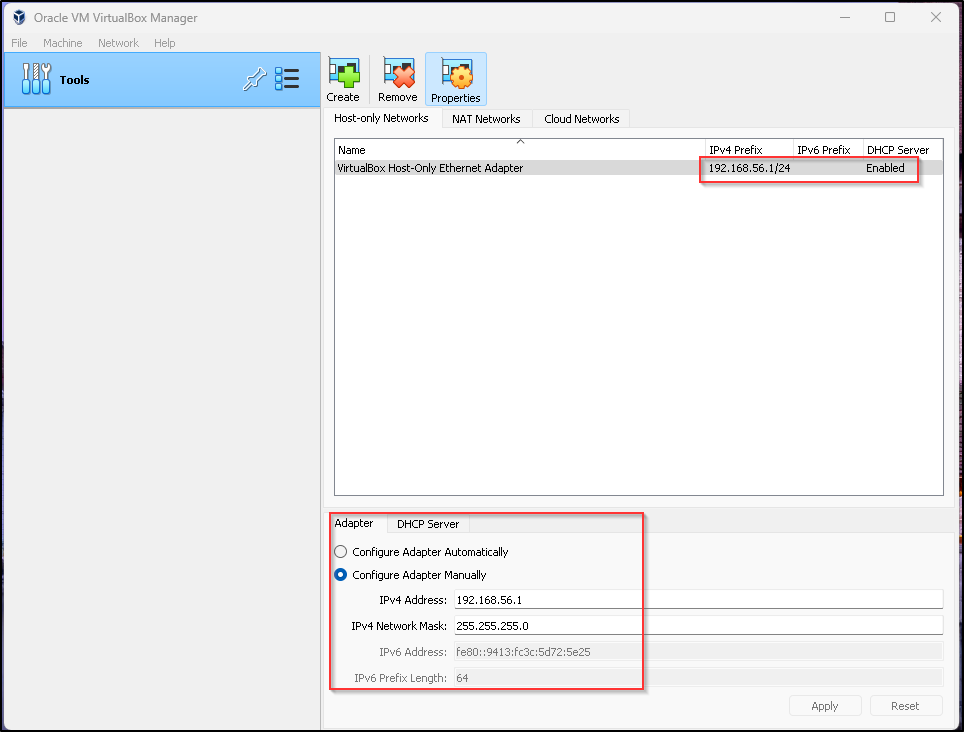 Oracle VM VirtualBox Manager
File Machine Network Help
Tools
Create Remove Properties
Host-only Networks NAT Networks Cloud Networks
Name IPv4 Prefix IPv6 Prefix DHCP Server
VirtualBox Host-Only Ethernet Adapter 192.168.56.1/24 Enabled
Adapter DHCP Server
Configure Adapter Automatically
Configure Adapter Manually
IPv4 Address: 192.168.56.1
IPv4 Network Mask: 255.255.255.0
IPv6 Address: fe80::9413:fc3c:5d72:5e25
IPv6 Prefix Length: 64
Apply Reset